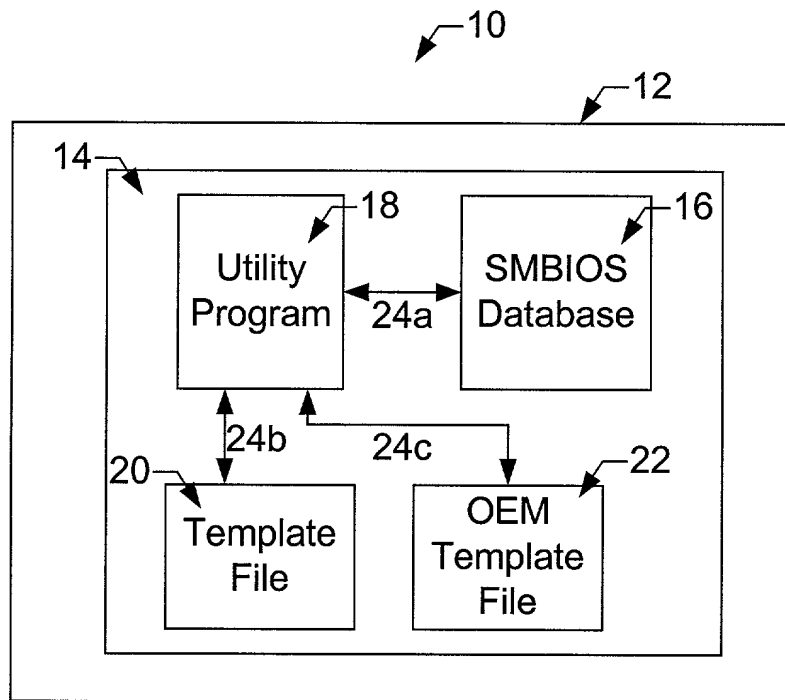 10
12
14
18
16
Utility
Program
SMBIOS
Database
24a
24b
24c
20
22
Template
File
OEM
Template
File